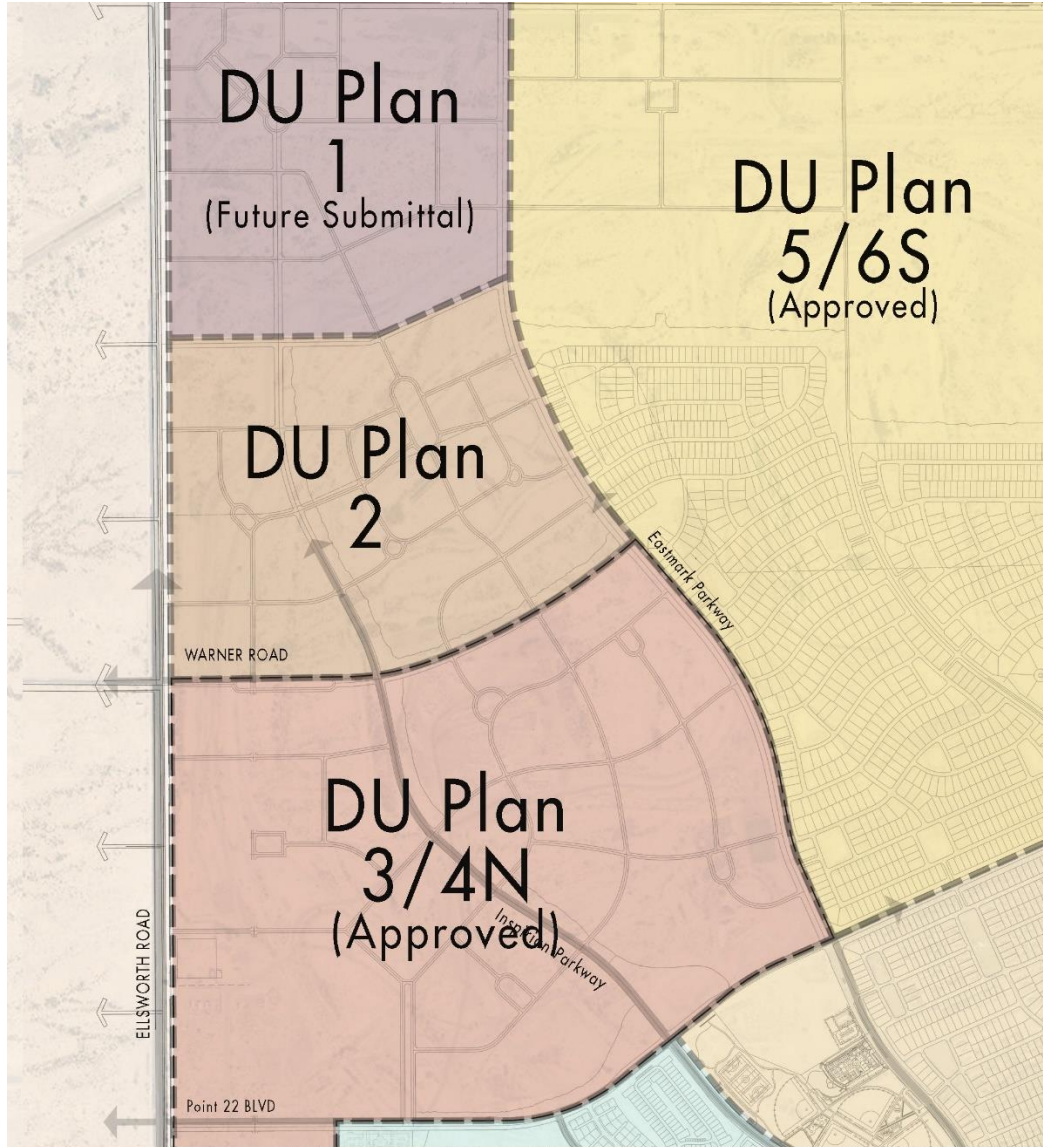 DU Plan
1
(Future Submittal)
DU Plan
5/6S
(Approved)
DU Plan
2
Eastmark Parkway
WARNER ROAD
DU Plan
3/4N
(Approved)
Parkway
ELLSWORTH ROAD
Point 22 BLVD